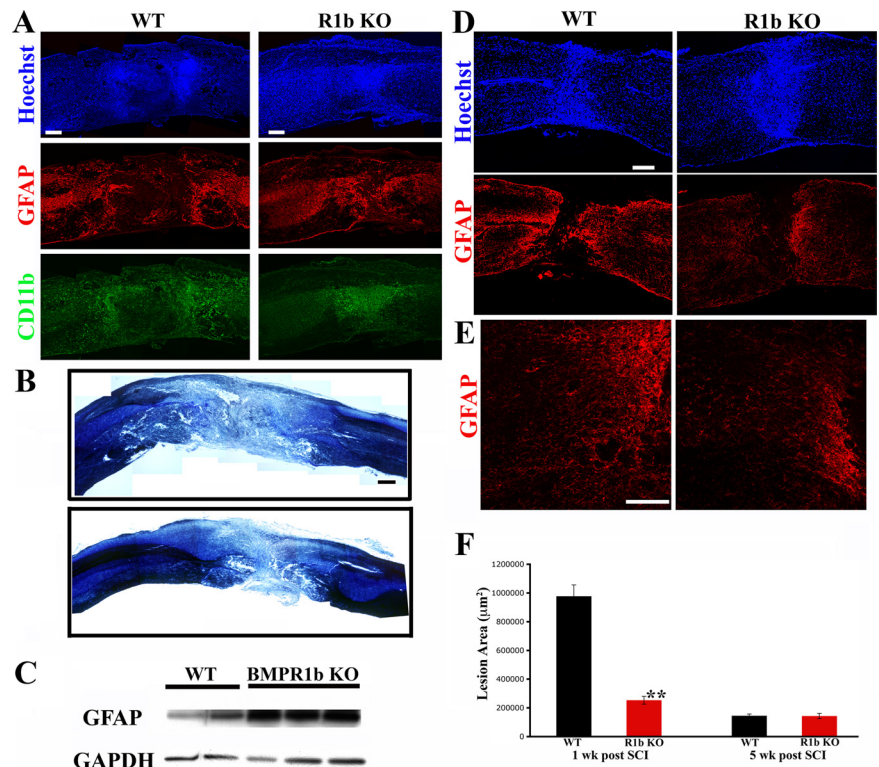 A
WT
R1b KO
Hoechst
GFAP
CD11b
B
C
WT
BMPR1b KO
GFAP
GAPDH
D
WT
R1b KO
Hoechst
GFAP
E
GFAP
F
Lesion Area (μm²)
1200000
1000000
800000
600000
400000
200000
0
**
WT
R1b KO
WT
R1b KO
1 wk post SCI
5 wk post SCI